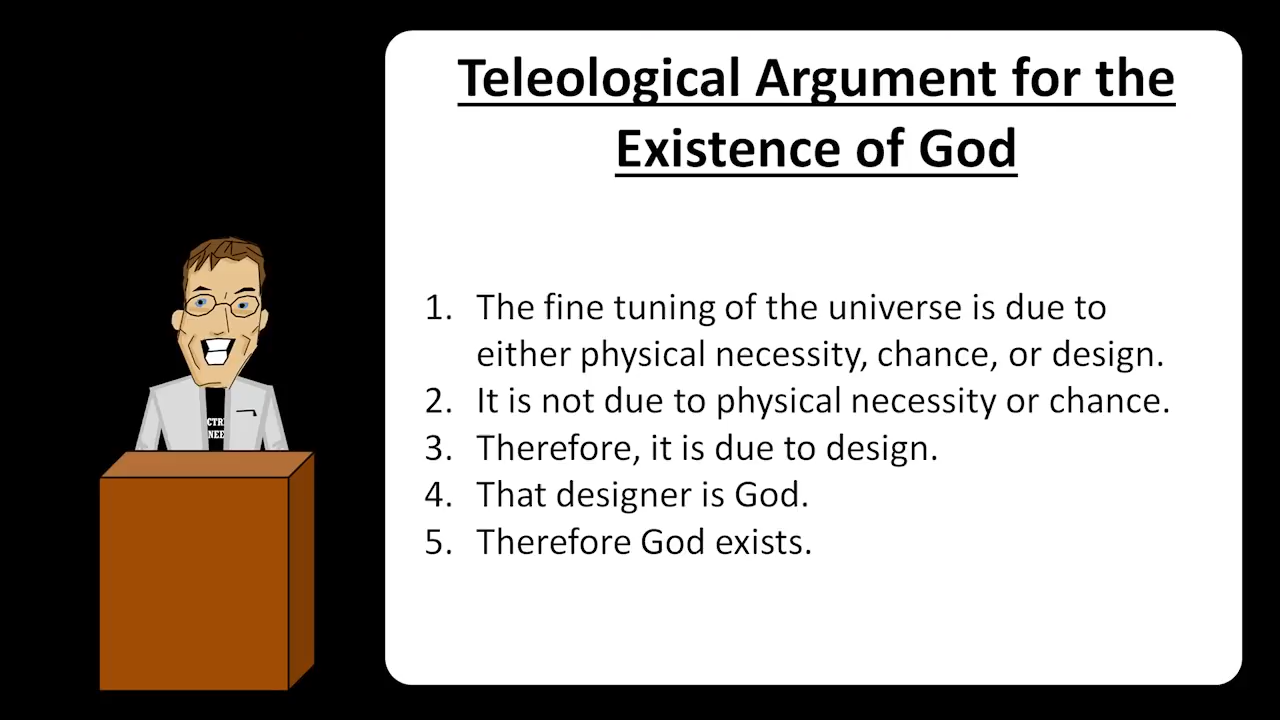 Teleological Argument for the
Existence of God
1. The fine tuning of the universe is due to
either physical necessity, chance, or design.
2. It is not due to physical necessity or chance.
3. Therefore, it is due to design.
4. That designer is God.
5. Therefore God exists.